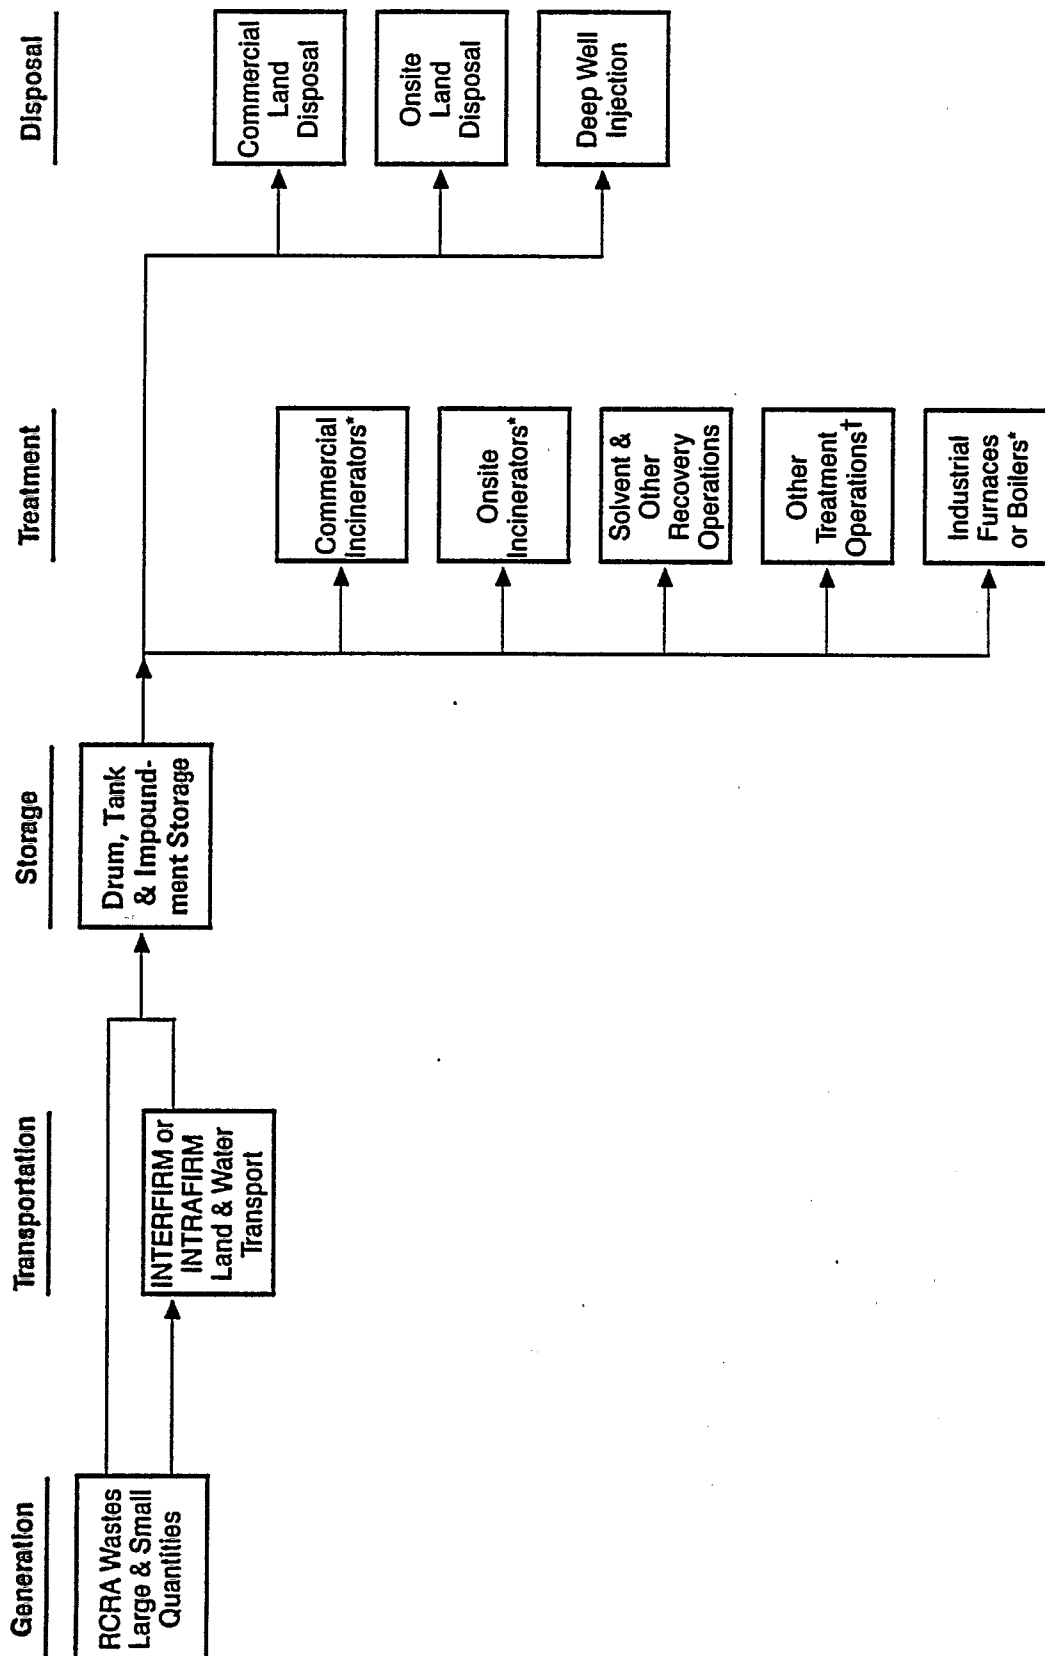 Generation
RCRA Wastes
Large & Small
Quantities
Transportation
INTERFIRM or
INTRAFIRM
Land & Water
Transport
Storage
Drum, Tank
& Impound-
ment Storage
Treatment
Commercial
Incinerators*
Onsite
Incinerators*
Solvent &
Other
Recovery
Operations
Other
Treatment
Operations†
Industrial
Furnaces
or Boilers*
Disposal
Commercial
Land
Disposal
Onsite
Land
Disposal
Deep Well
Injection